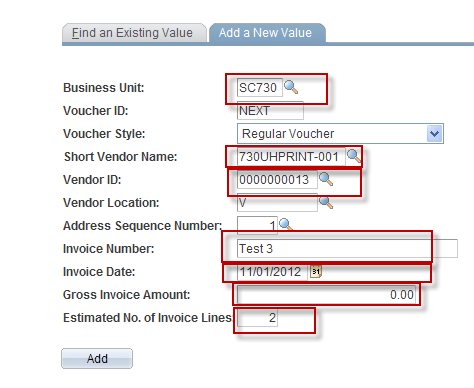 Find an Existing Value Add a New Value
Business Unit: SC730
Voucher ID: NEXT
Voucher Style: Regular Voucher
Short Vendor Name: 730UHPRINT-001
Vendor ID: 0000000013
Vendor Location: V
Address Sequence Number: 1
Invoice Number: Test 3
Invoice Date: 11/01/2012 31
Gross Invoice Amount: 0.00
Estimated No. of Invoice Lines: 2
Add